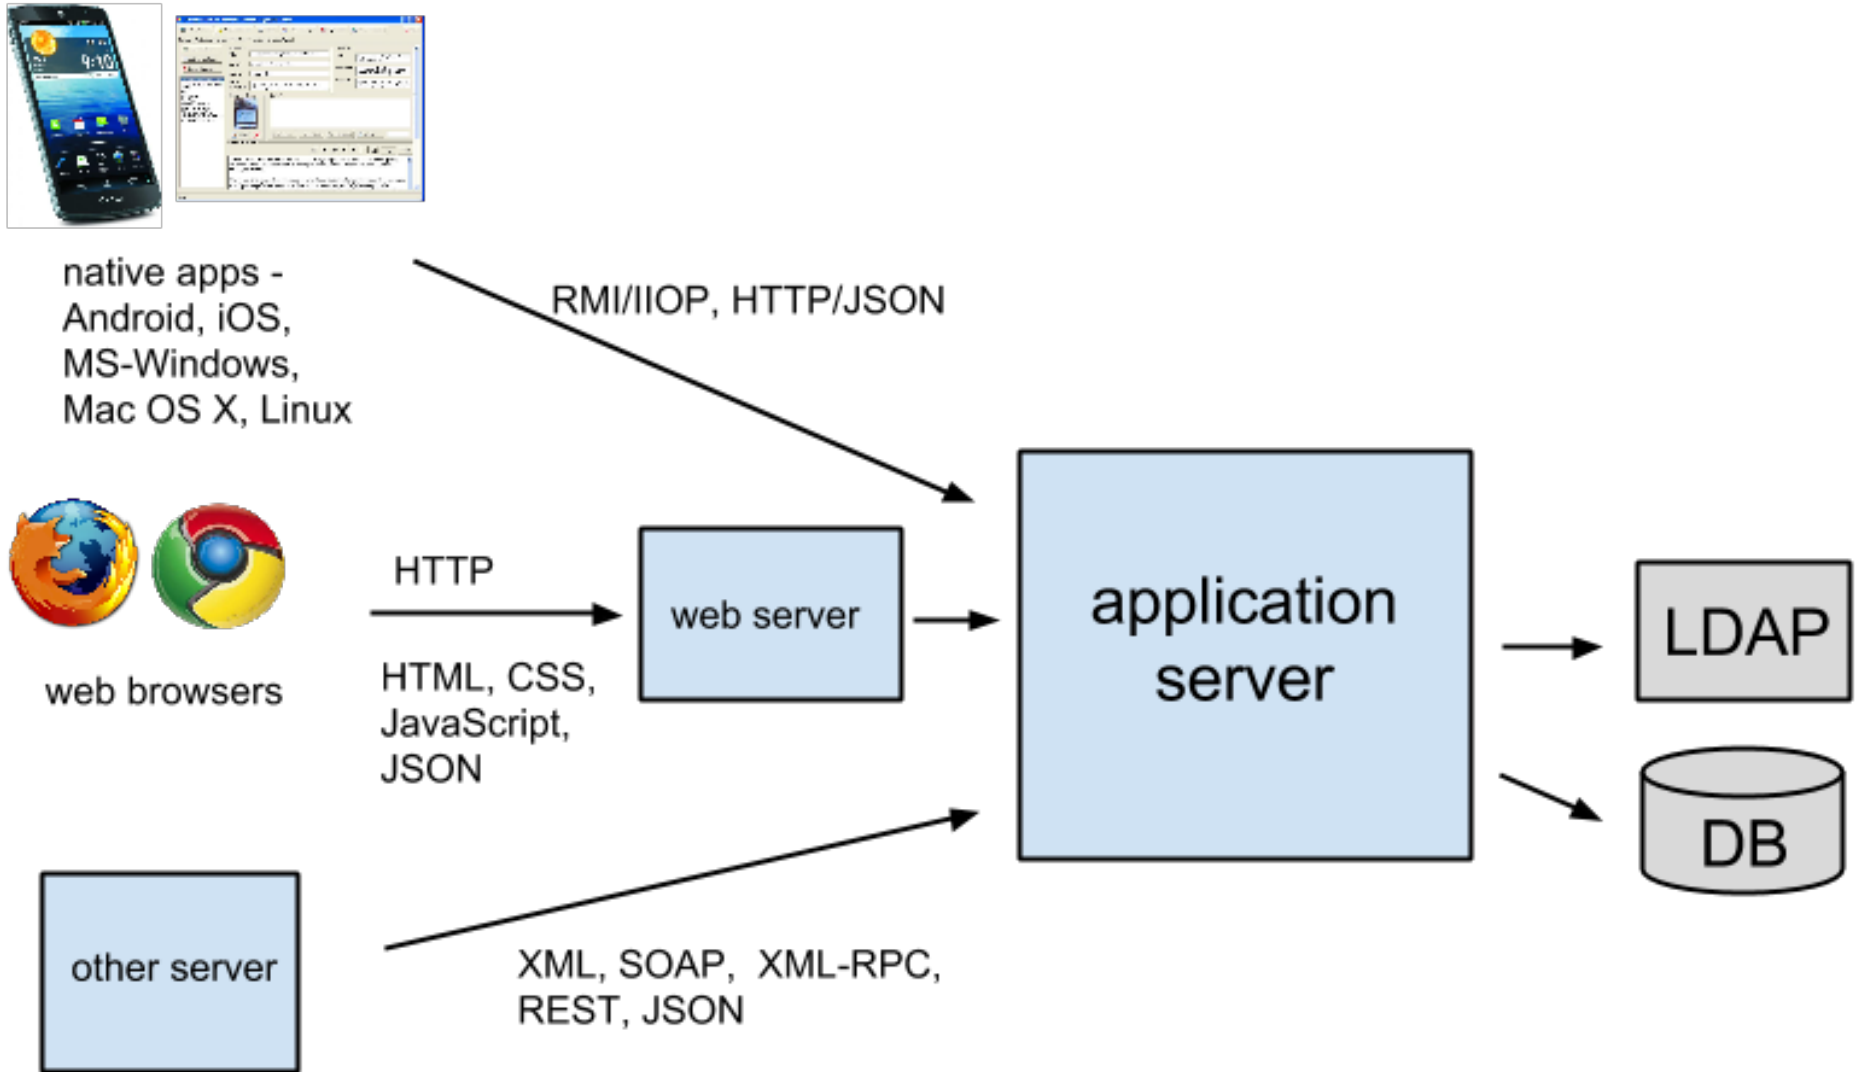 native apps -
Android, iOS,
MS-Windows,
Mac OS X, Linux
RMI/IIOP, HTTP/JSON
web browsers
HTTP
HTML, CSS,
JavaScript,
JSON
web server
application
server
LDAP
DB
other server
XML, SOAP,  XML-RPC,
REST, JSON